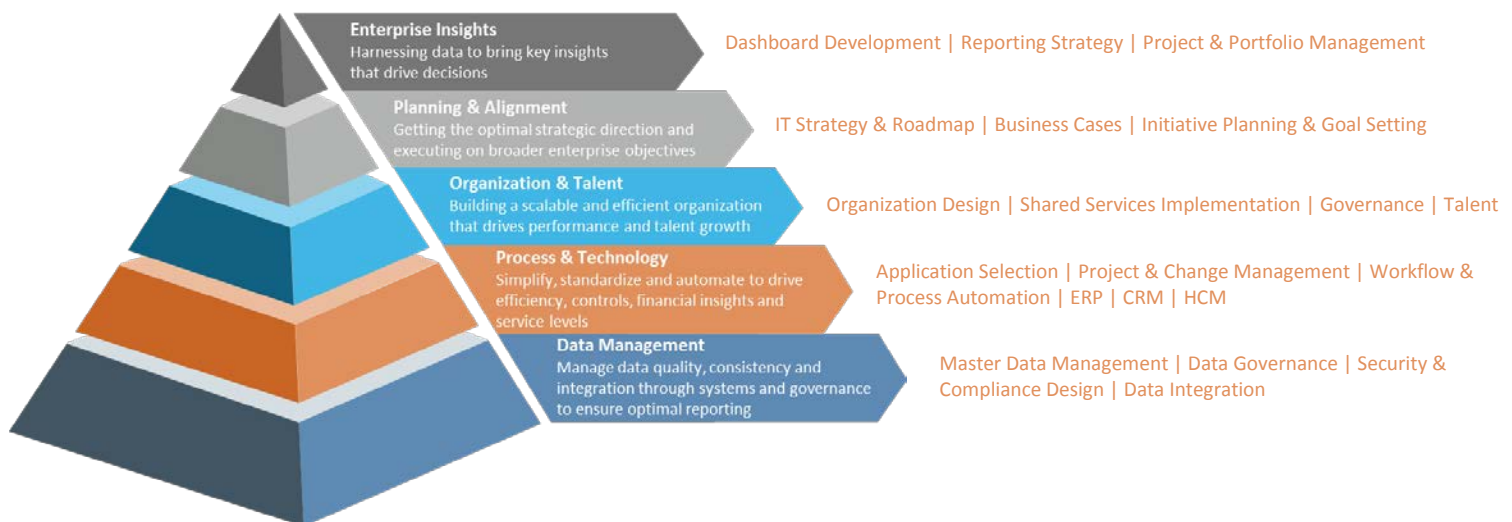 Enterprise Insights
Harnessing data to bring key insights
that drive decisions
Dashboard Development | Reporting Strategy | Project & Portfolio Management
Planning & Alignment
Getting the optimal strategic direction and
executing on broader enterprise objectives
IT Strategy & Roadmap | Business Cases | Initiative Planning & Goal Setting
Organization & Talent
Building a scalable and efficient organization
that drives performance and talent growth
Organization Design | Shared Services Implementation | Governance | Talent
Process & Technology
Simplify, standardize and automate to drive
efficiency, controls, financial insights and
service levels
Application Selection | Project & Change Management | Workflow &
Process Automation | ERP | CRM | HCM
Data Management
Manage data quality, consistency and
integration through systems and governance
to ensure optimal reporting
Master Data Management | Data Governance | Security &
Compliance Design | Data Integration